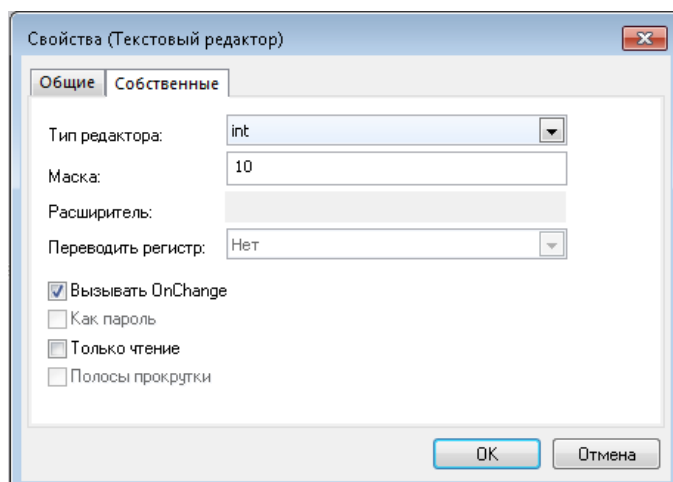 Свойства (Текстовый редактор)
Общие Собственные
Тип редактора: int
Маска: 10
Расширитель:
Переводить регистр: Нет
Вызывать OnChange
Как пароль
Только чтение
Полосы прокрутки
OK Отмена